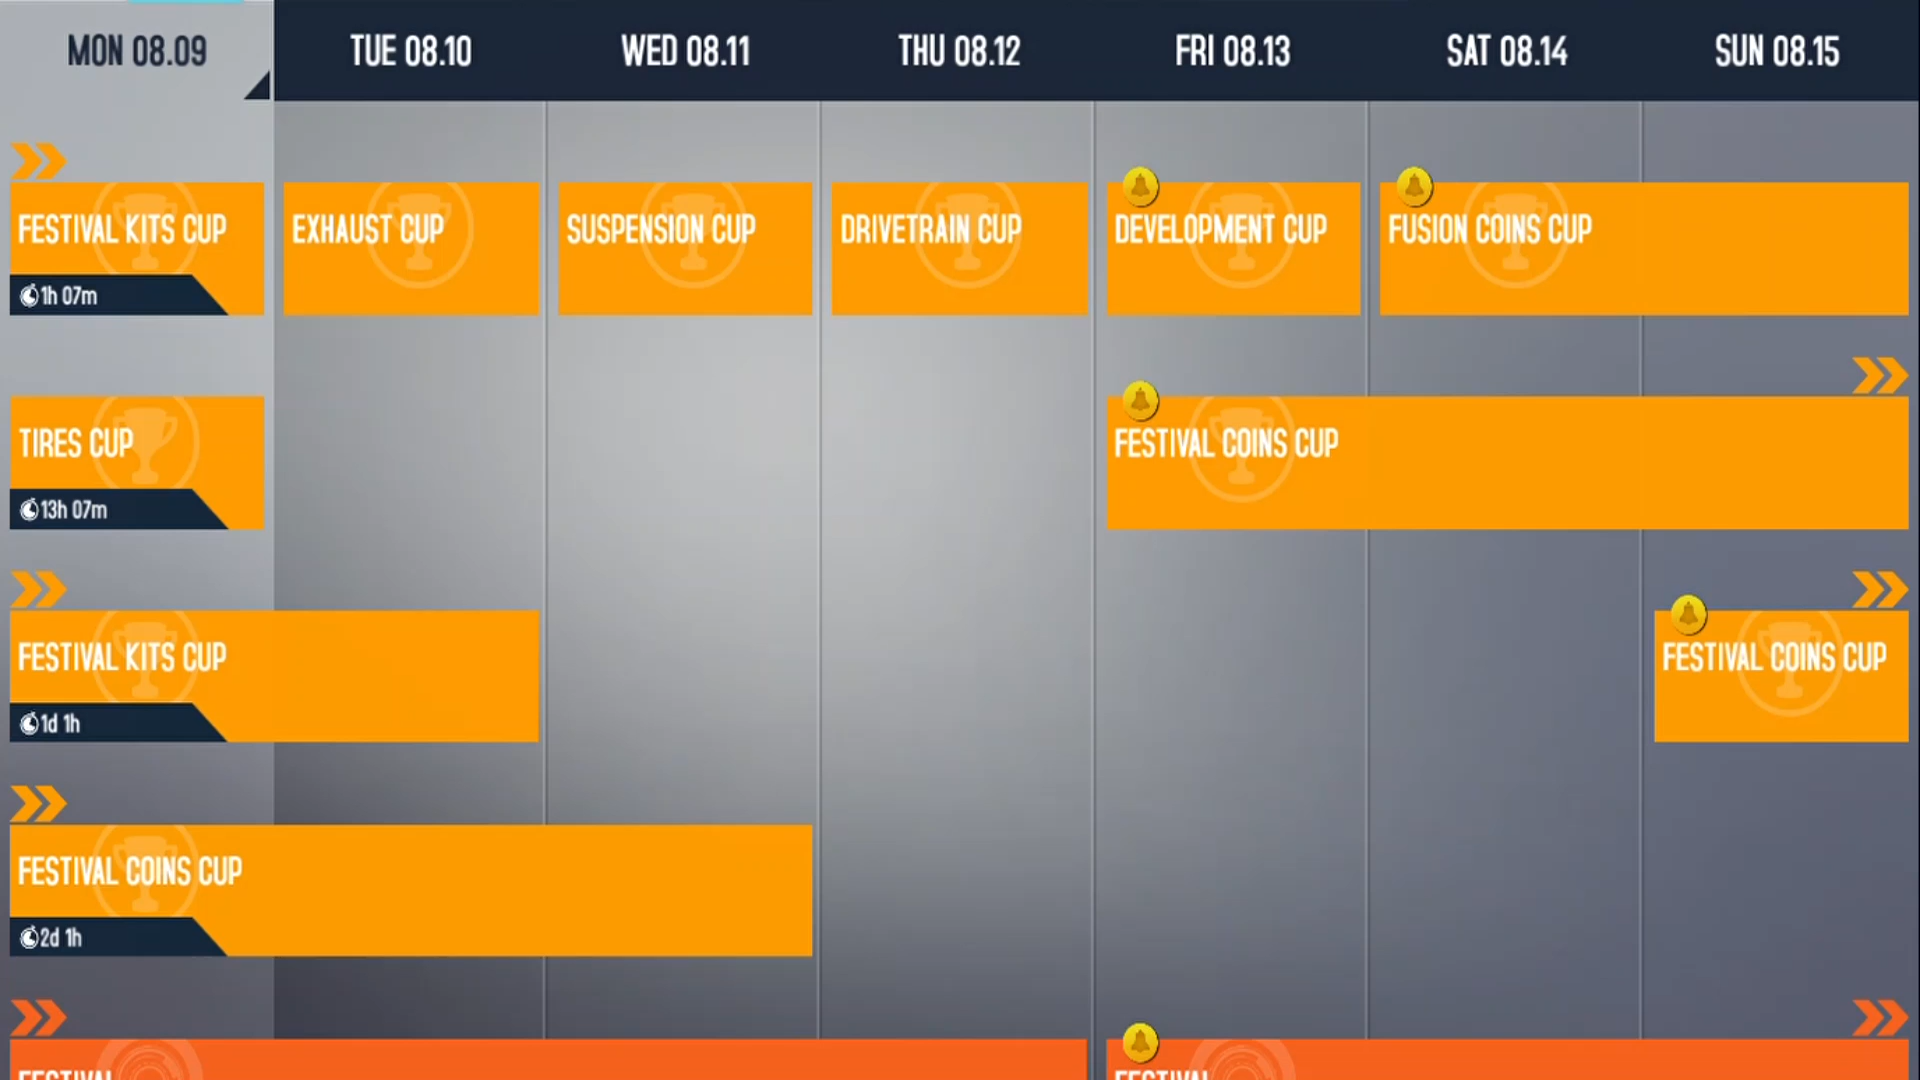 MON 08.09
TUE 08.10
WED 08.11
THU 08.12
FRI 08.13
SAT 08.14
SUN 08.15
FESTIVAL KITS CUP
1h 07m
EXHAUST CUP
SUSPENSION CUP
DRIVETRAIN CUP
DEVELOPMENT CUP
FUSION COINS CUP
TIRES CUP
13h 07m
FESTIVAL COINS CUP
FESTIVAL KITS CUP
1d 1h
FESTIVAL COINS CUP
FESTIVAL COINS CUP
2d 1h
FESTIVAL
FESTIVAL